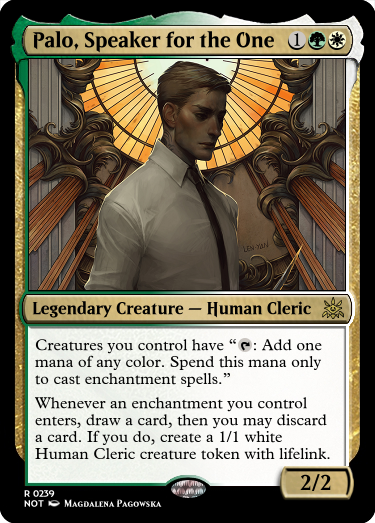 Palo, Speaker for the One 1
LEN-YAN
Legendary Creature — Human Cleric
Creatures you control have “: Add one
mana of any color. Spend this mana only
to cast enchantment spells.”
Whenever an enchantment you control
enters, draw a card, then you may discard
a card. If you do, create a 1/1 white
Human Cleric creature token with lifelink.
2/2
R 0239
NOT Magdalena Pagowska